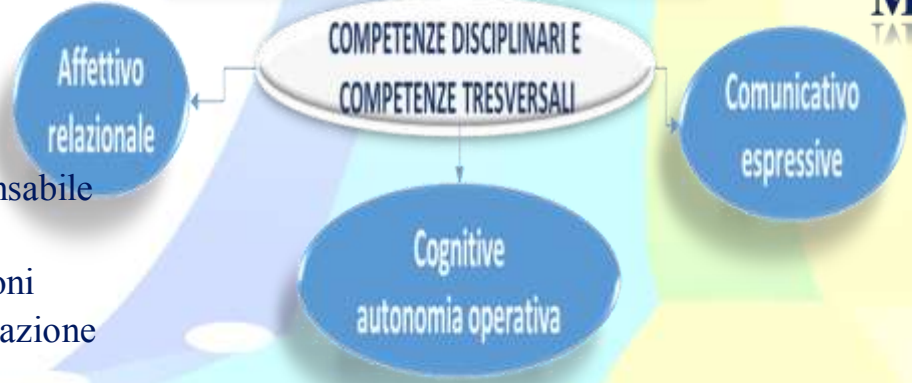 M
COMPETENZE DISCIPLINARI E
COMPETENZE TRESVERSALI
Affettivo
relazionale
Comunicativo
espressive
nsabile
Cognitive
autonomia operativa
oni
azione